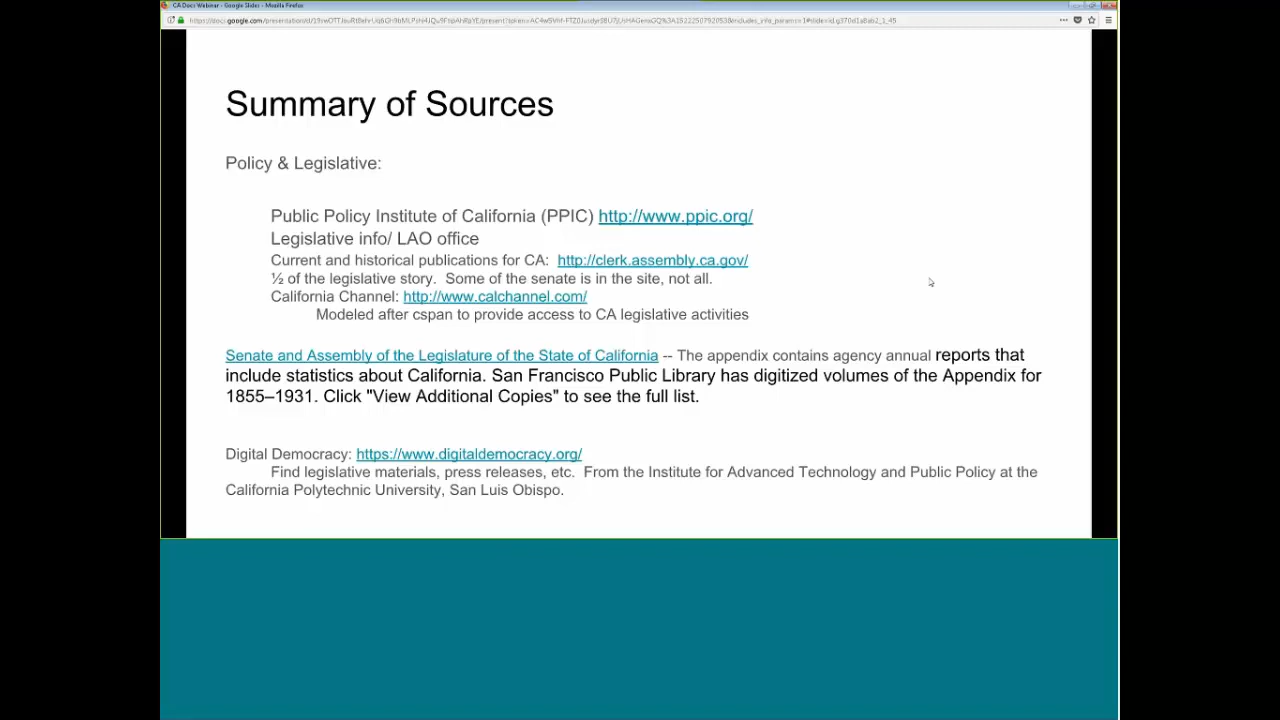 CA Docs Webinar - Google Slides - Mozilla Firefox
Summary of Sources
Policy & Legislative:
Public Policy Institute of California (PPIC) http://www.ppic.org/
Legislative info/ LAO office
Current and historical publications for CA:  http://clerk.assembly.ca.gov/
½ of the legislative story.  Some of the senate is in the site, not all.
California Channel: http://www.calchannel.com/
Modeled after cspan to provide access to CA legislative activities
Senate and Assembly of the Legislature of the State of California -- The appendix contains agency annual reports that
include statistics about California. San Francisco Public Library has digitized volumes of the Appendix for
1855–1931. Click "View Additional Copies" to see the full list.
Digital Democracy: https://www.digitaldemocracy.org/
Find legislative materials, press releases, etc.  From the Institute for Advanced Technology and Public Policy at the
California Polytechnic University, San Luis Obispo.